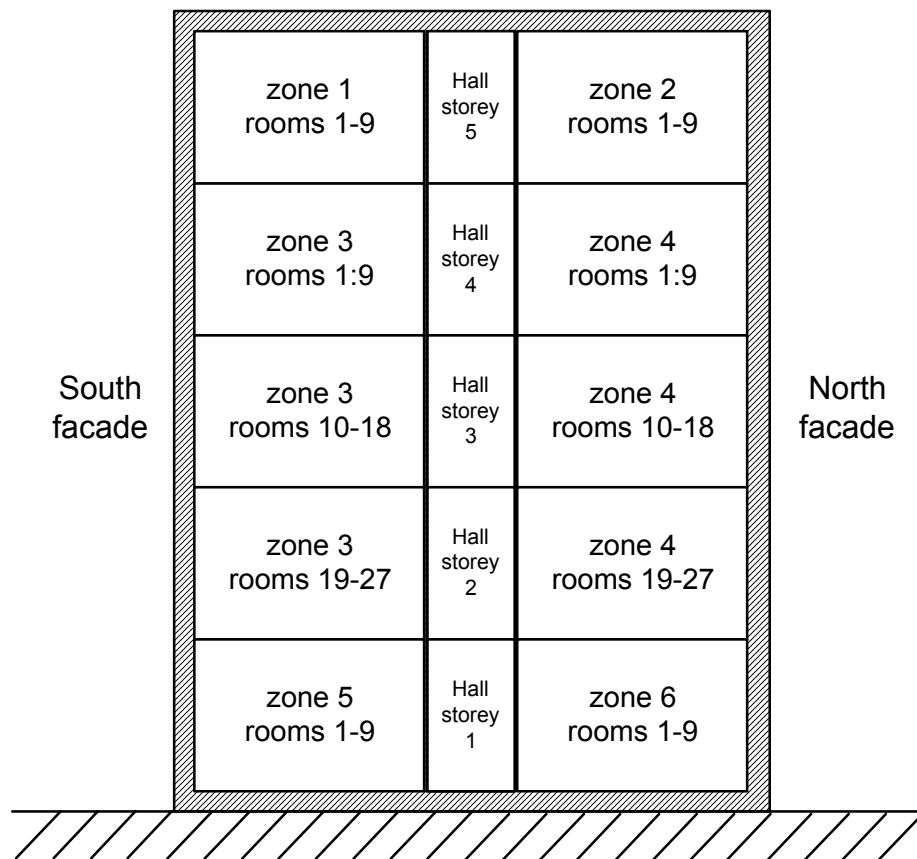 zone 1
rooms 1-9
Hall
storey
5
zone 2
rooms 1-9
zone 3
rooms 1:9
Hall
storey
4
zone 4
rooms 1:9
South
facade
zone 3
rooms 10-18
Hall
storey
3
zone 4
rooms 10-18
North
facade
zone 3
rooms 19-27
Hall
storey
2
zone 4
rooms 19-27
zone 5
rooms 1-9
Hall
storey
1
zone 6
rooms 1-9